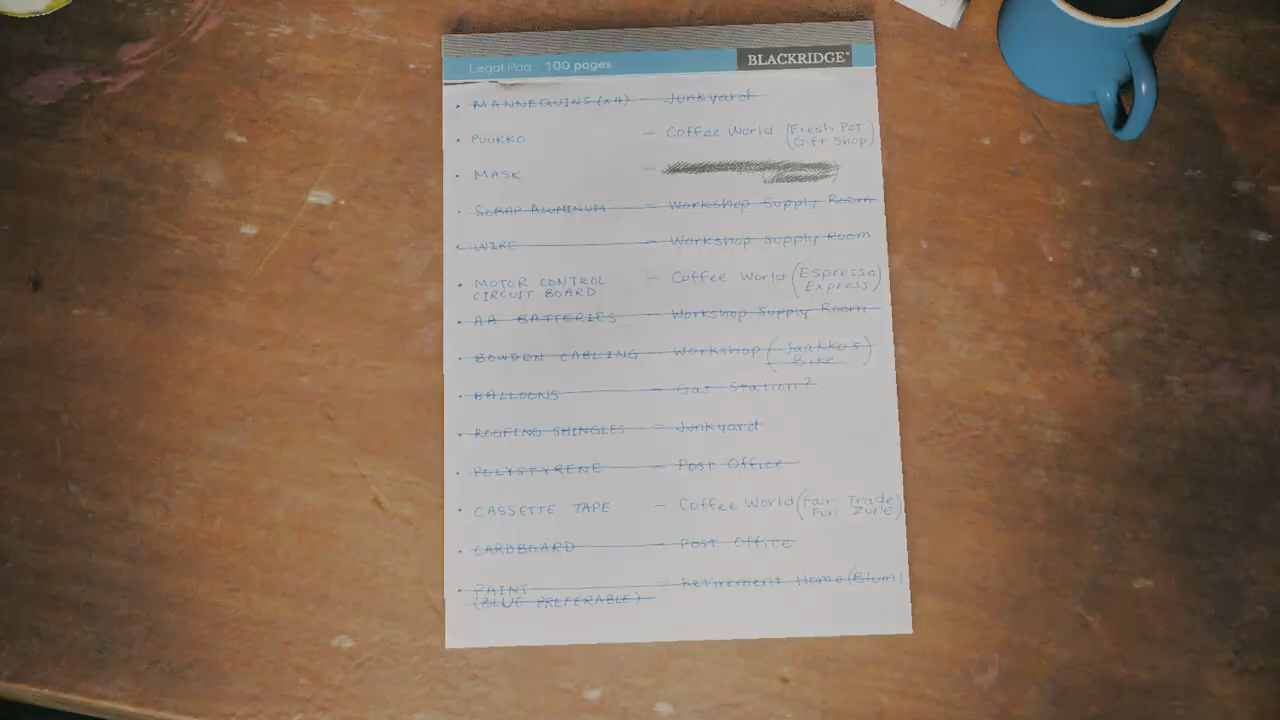 Legal Pad 100 pages BLACKRIDGE
• MANNEQUINS (x4) — Junkyard
• PUUKKO — Coffee World (Fresh Pot
Gift Shop)
• MASK —
• SCRAP ALUMINUM — Workshop Supply Room
• WIRE — Workshop Supply Room
• MOTOR CONTROL — Coffee World (Espresso
CIRCUIT BOARD Express)
• AA BATTERIES — Workshop Supply Room
• BOWDEN CABLING — Workshop (Jaakko's
Bike)
• BALLOONS — Gas Station?
• ROOFING SHINGLES — Junkyard
• POLYSTYRENE — Post Office
• CASSETTE TAPE — Coffee World (Fair Trade
Fun Zone)
• CARDBOARD — Post Office
• PAINT — Retirement Home (Blum)
(BLUE PREFERABLE)